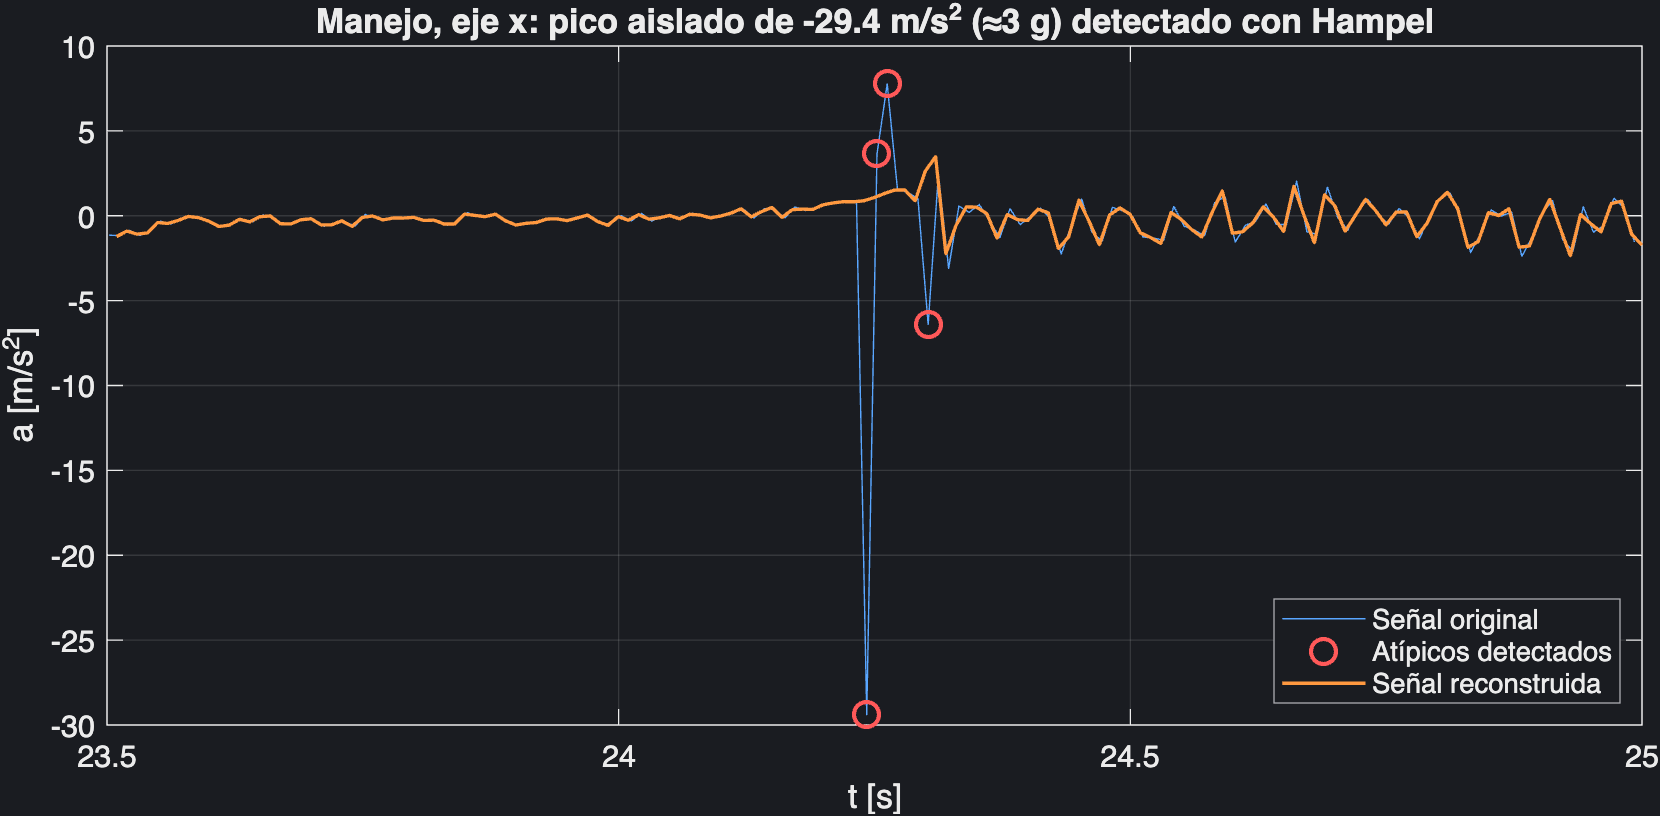 Manejo, eje x: pico aislado de -29.4 m/s² (≈3 g) detectado con Hampel
10
5
0
-5
-10
-15
-20
-25
-30
a [m/s²]
23.5
24
24.5
25
t [s]
Señal original
Atípicos detectados
Señal reconstruida